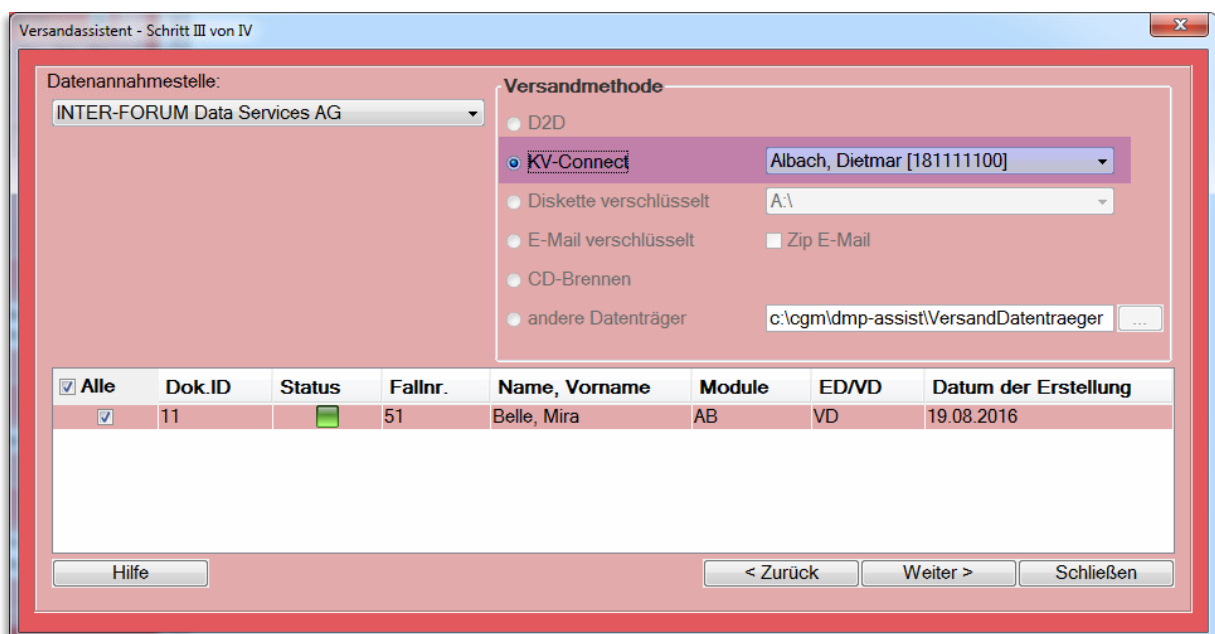 Versandassistent - Schritt III von IV
Datenannahmestelle:
INTER-FORUM Data Services AG
Versandmethode
D2D
KV-Connect Albach, Dietmar [181111100]
Diskette verschlüsselt A:\
E-Mail verschlüsselt Zip E-Mail
CD-Brennen
andere Datenträger c:\cgm\dmp-assist\VersandDatentraeger ...
Alle Dok.ID Status Fallnr. Name, Vorname Module ED/VD Datum der Erstellung
11 51 Belle, Mira AB VD 19.08.2016
Hilfe < Zurück Weiter > Schließen